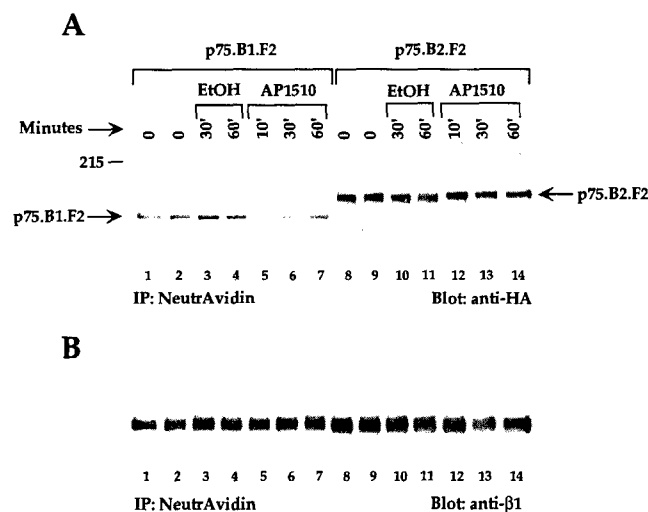 A
p75.B1.F2 p75.B2.F2
EtOH AP1510 EtOH AP1510
Minutes 0 0 30' 60' 10' 30' 60' 0 0 30' 60' 10' 30' 60'
215
p75.B2.F2
p75.B1.F2
1 2 3 4 5 6 7 8 9 10 11 12 13 14
IP: NeutrAvidin Blot: anti-HA
B
1 2 3 4 5 6 7 8 9 10 11 12 13 14
IP: NeutrAvidin Blot: anti-β1